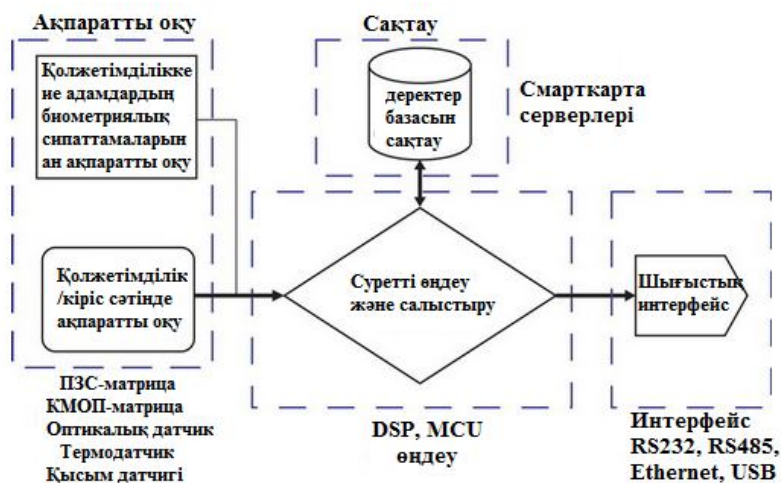 Ақпаратты оқу
Қолжетімділікке
ие адамдардың
биометриялық
сипаттамаларын
ан ақпаратты оқу
Қолжетімділік
/кіріс сәтінде
ақпаратты оқу
ПЗС-матрица
КМОП-матрица
Оптикалық датчик
Термодатчик
Қысым датчигі
Сақтау
деректер
базасын
сақтау
Смарткарта
серверлері
Суретті өңдеу
және салыстыру
DSP, MCU
өңдеу
Шығыстық
интерфейс
Интерфейс
RS232, RS485,
Ethernet, USB